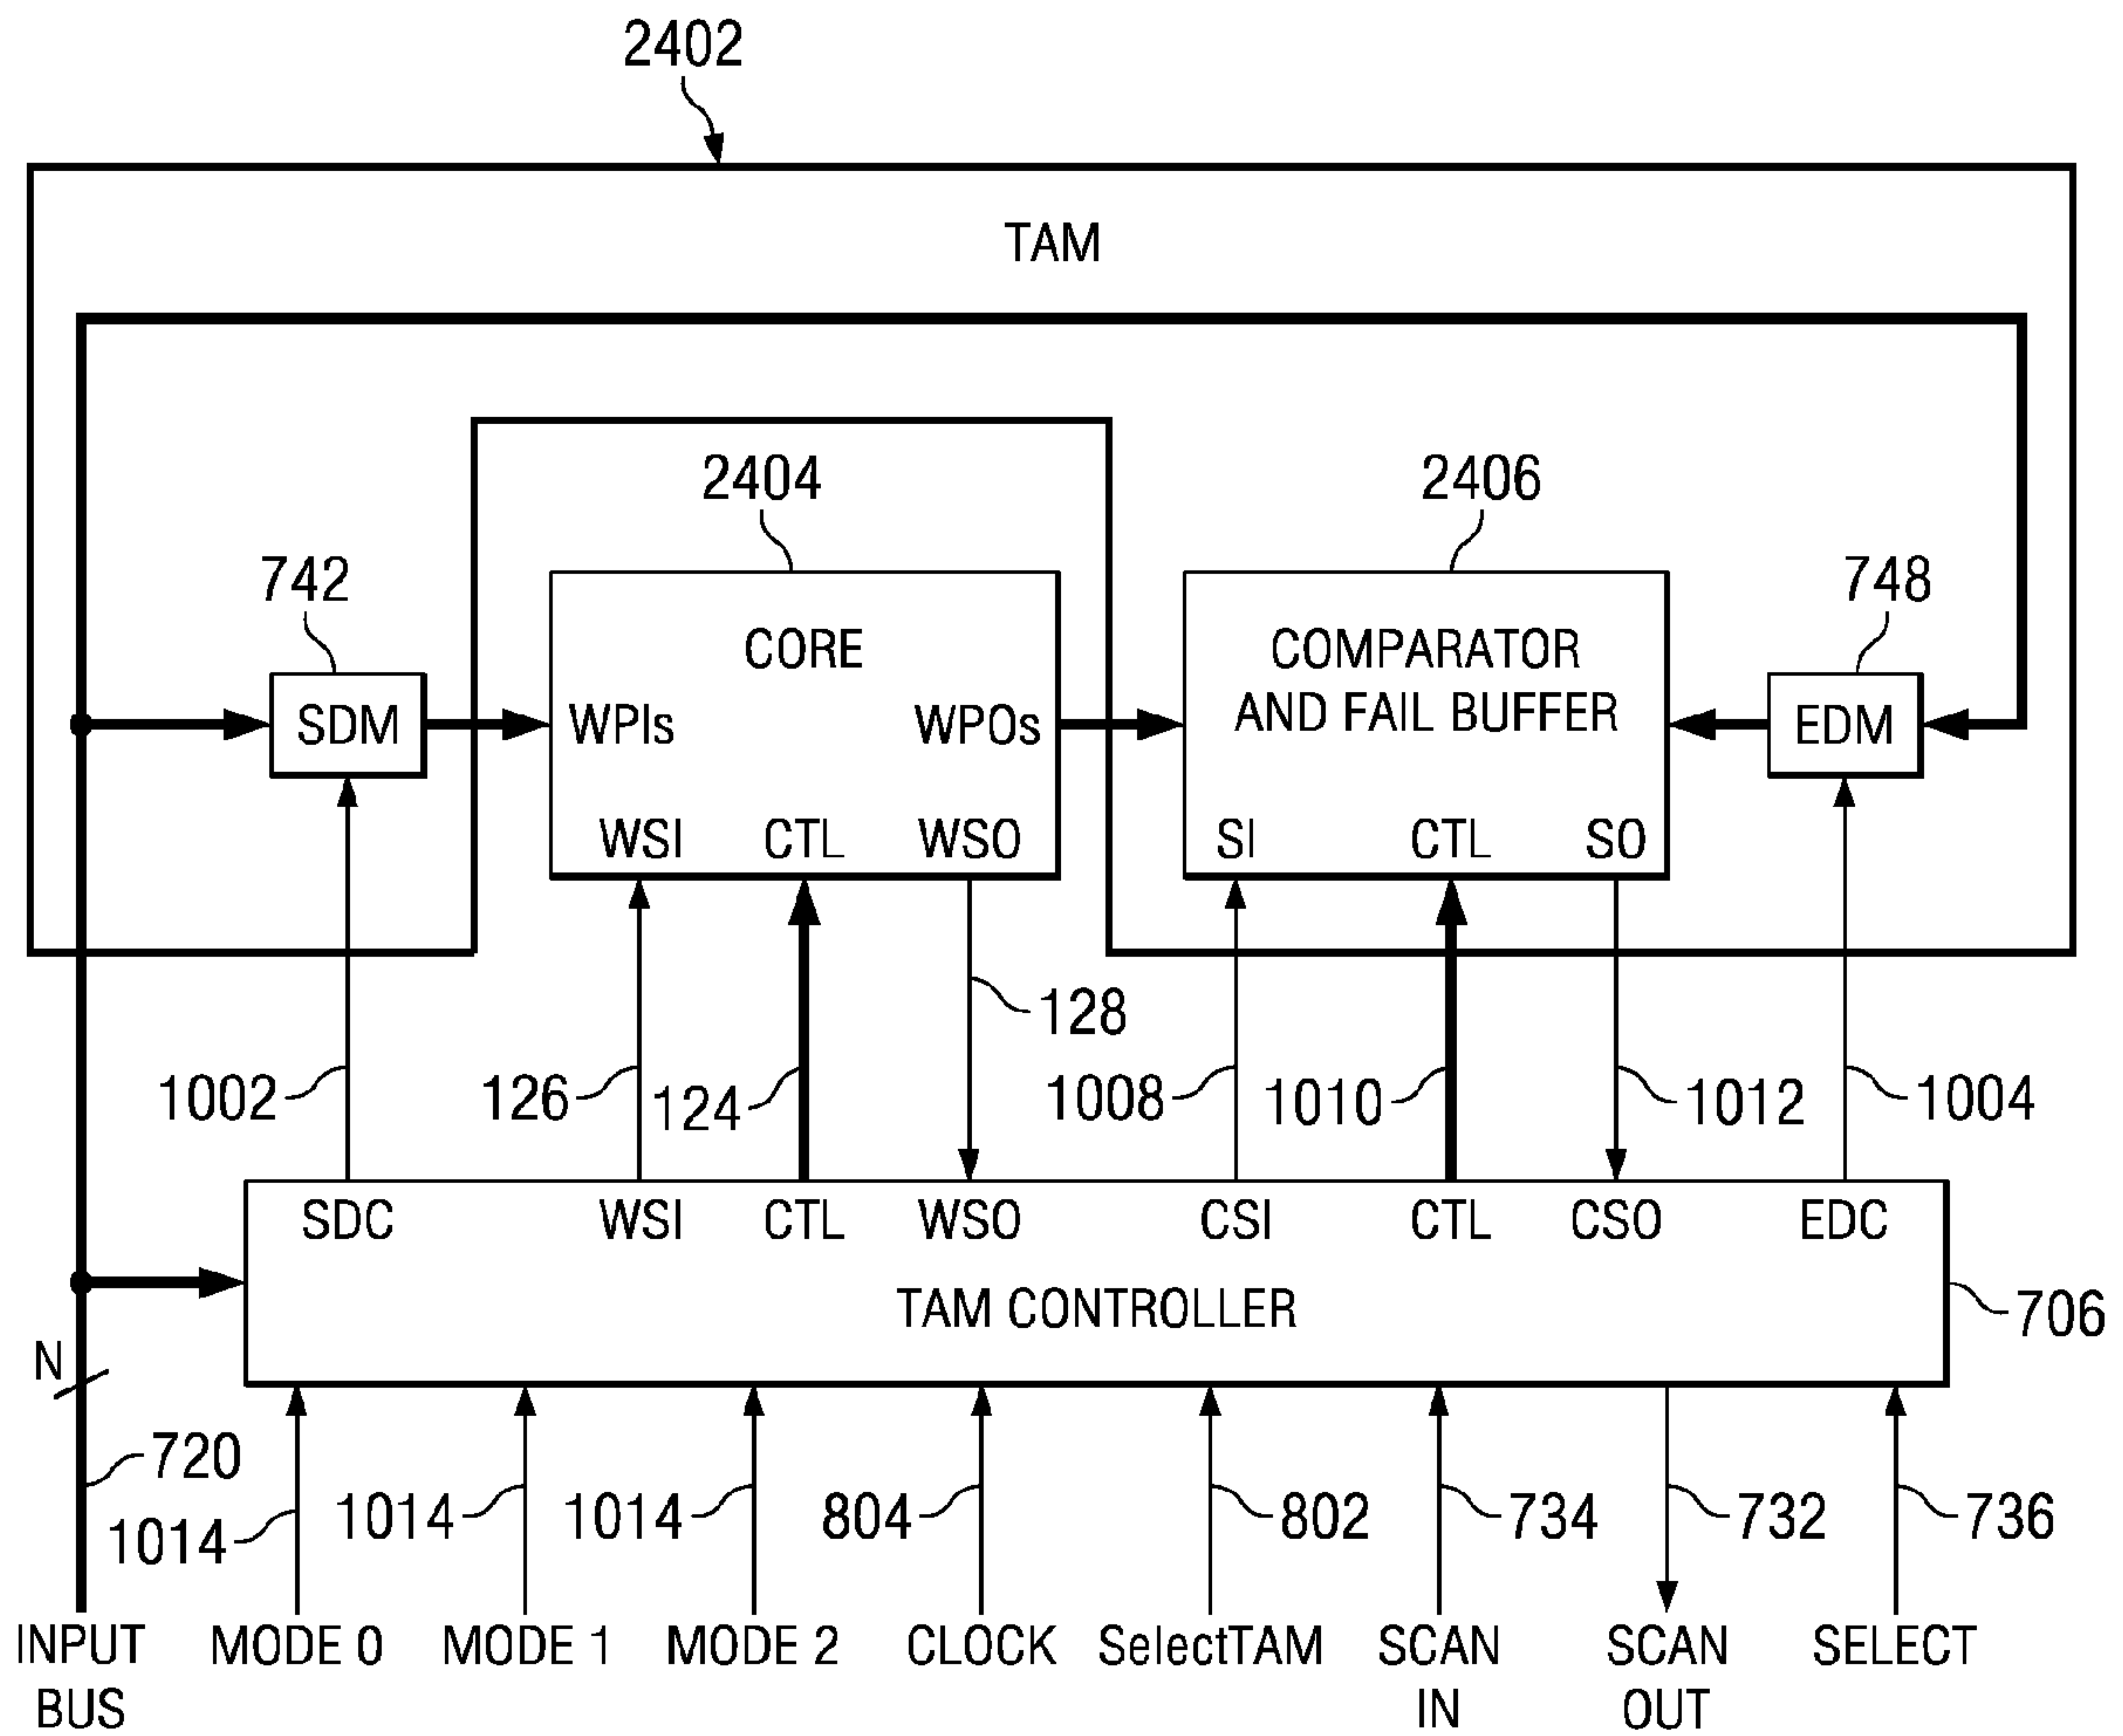 2402
TAM
2404
2406
742
748
CORE
COMPARATOR
AND FAIL BUFFER
SDM
WPIs
WPOs
EDM
WSI CTL WSO
SI CTL SO
128
1002
126
124
1008
1010
1012
1004
SDC WSI CTL WSO CSI CTL CSO EDC
TAM CONTROLLER
706
N
720
1014
1014
1014
804
802
734
732
736
INPUT
BUS
MODE 0
MODE 1
MODE 2
CLOCK
SelectTAM
SCAN
IN
SCAN
OUT
SELECT